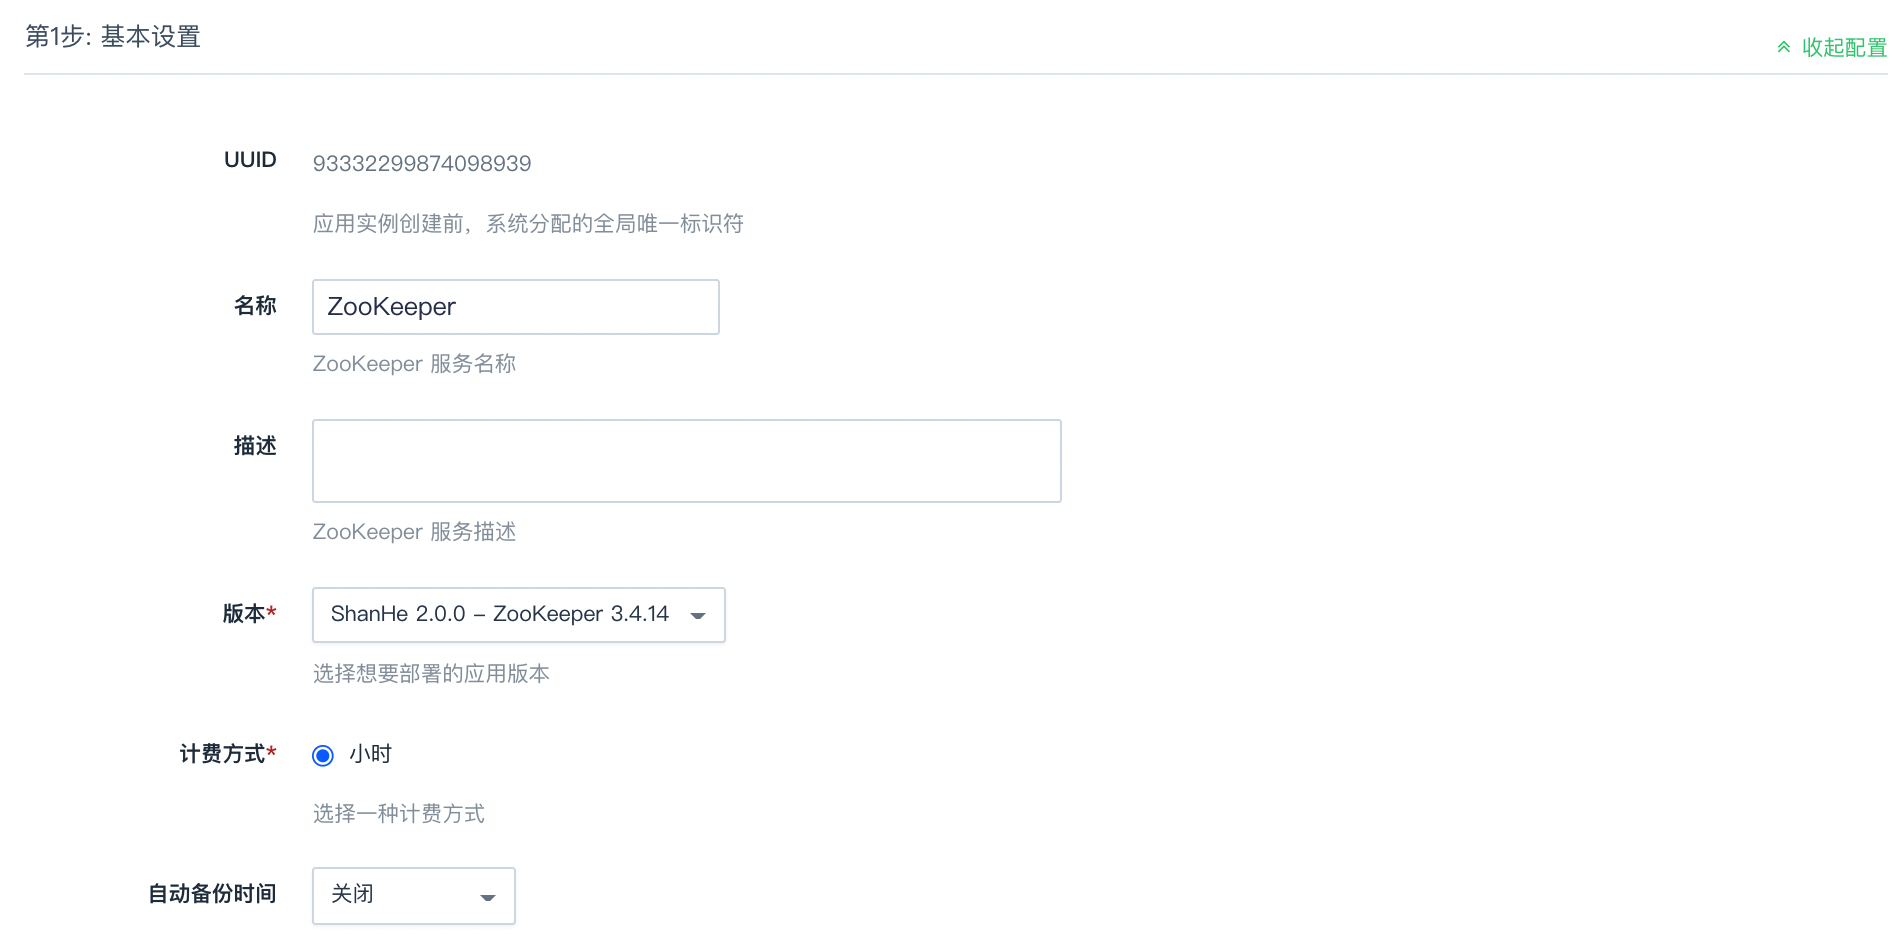 第1步: 基本设置
收起配置
UUID
93332299874098939
应用实例创建前，系统分配的全局唯一标识符
名称
ZooKeeper
ZooKeeper 服务名称
描述
ZooKeeper 服务描述
版本*
ShanHe 2.0.0 – ZooKeeper 3.4.14
选择想要部署的应用版本
计费方式*
小时
选择一种计费方式
自动备份时间
关闭